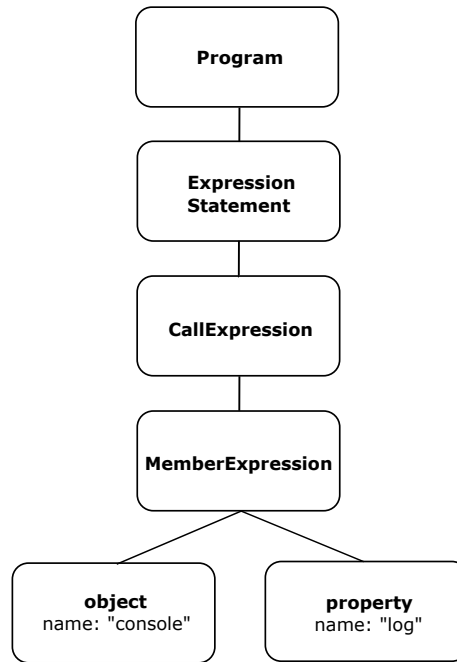 Program
Expression
Statement
CallExpression
MemberExpression
object
name: "console"
property
name: "log"